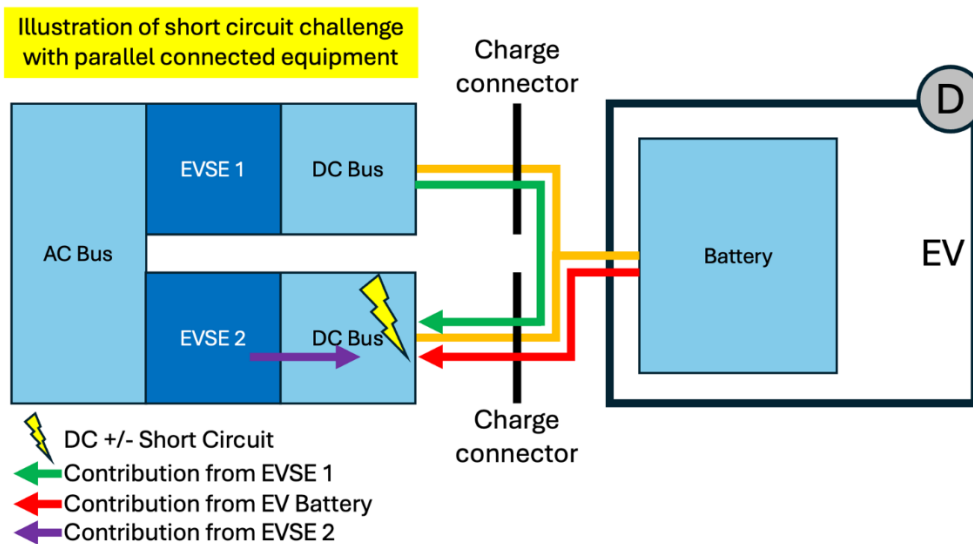 Illustration of short circuit challenge
with parallel connected equipment
Charge
connector
D
EVSE 1
DC Bus
AC Bus
Battery
EV
EVSE 2
DC Bus
Charge
connector
DC +/- Short Circuit
Contribution from EVSE 1
Contribution from EV Battery
Contribution from EVSE 2